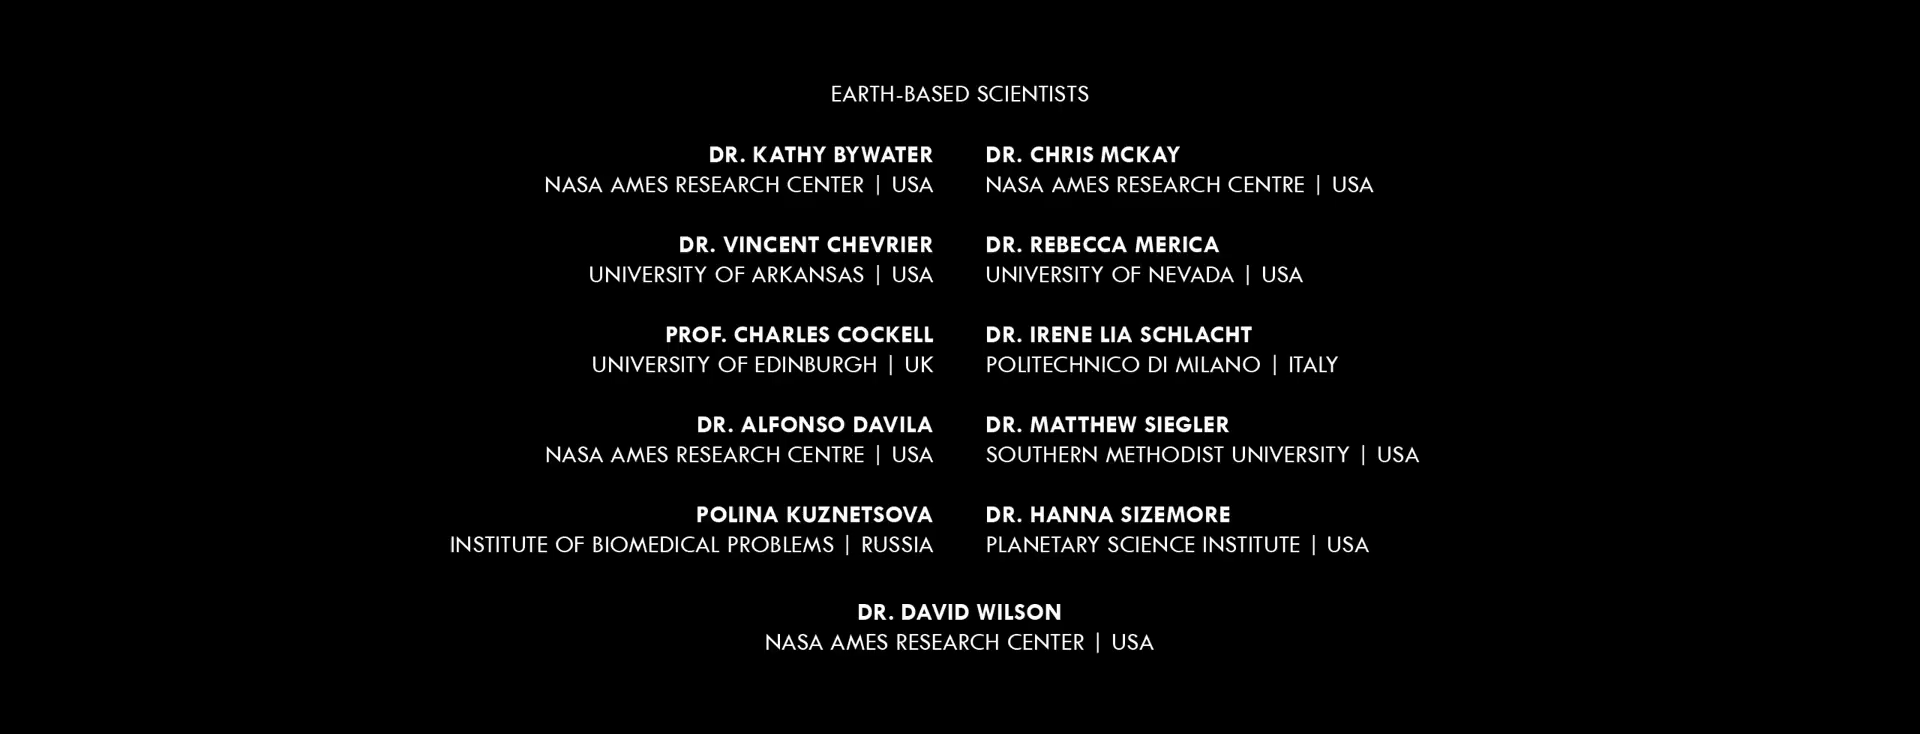 EARTH-BASED SCIENTISTS
DR. KATHY BYWATER
NASA AMES RESEARCH CENTER | USA
DR. CHRIS MCKAY
NASA AMES RESEARCH CENTRE | USA
DR. VINCENT CHEVRIER
UNIVERSITY OF ARKANSAS | USA
DR. REBECCA MERICA
UNIVERSITY OF NEVADA | USA
PROF. CHARLES COCKELL
UNIVERSITY OF EDINBURGH | UK
DR. IRENE LIA SCHLACHT
POLITECHNICO DI MILANO | ITALY
DR. ALFONSO DAVILA
NASA AMES RESEARCH CENTRE | USA
DR. MATTHEW SIEGLER
SOUTHERN METHODIST UNIVERSITY | USA
POLINA KUZNETSOVA
INSTITUTE OF BIOMEDICAL PROBLEMS | RUSSIA
DR. HANNA SIZEMORE
PLANETARY SCIENCE INSTITUTE | USA
DR. DAVID WILSON
NASA AMES RESEARCH CENTER | USA